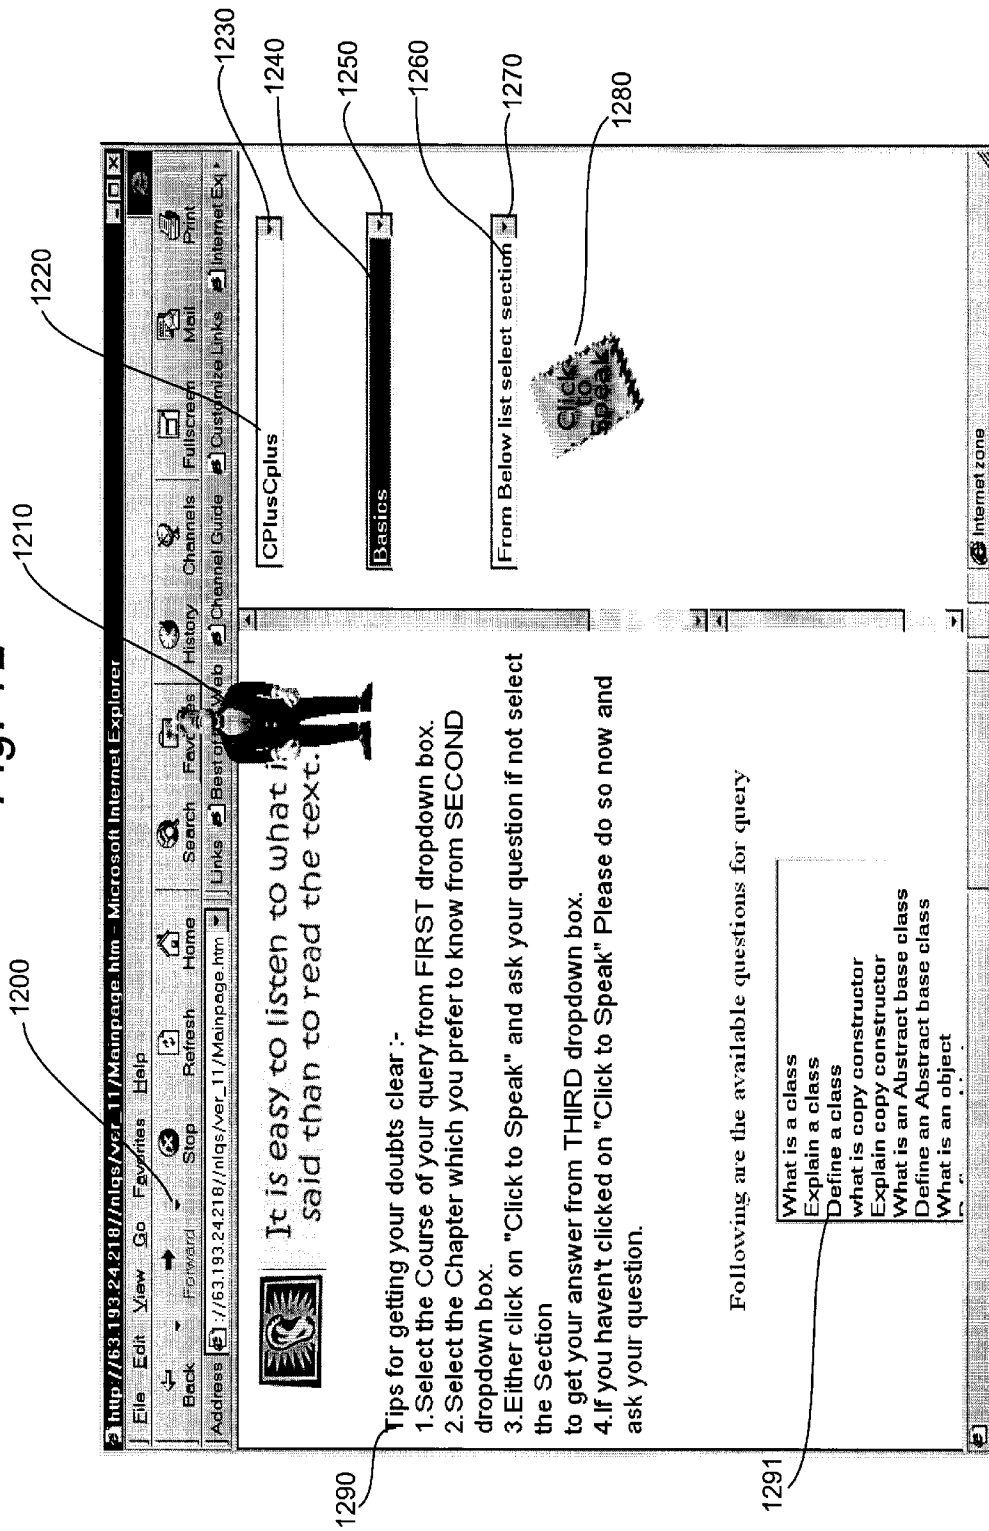 1200
1210
1220
1230
1240
1250
1260
1270
1280
1290
1291
http://63.193.24.218//nlqs/ver_11/Mainpage.htm - Microsoft Internet Explorer
File Edit View Go Favorites Help
Back Forward Stop Refresh Home Search History Channels Fullscreen Mail Print
Address ://63.193.24.218//nlqs/ver_11/Mainpage.htm Links Best of Web Channel Guide Customize Links Internet
It is easy to listen to what
said than to read the text.
Tips for getting your doubts clear :-
1.Select the Course of your query from FIRST dropdown box.
2.Select the Chapter which you prefer to know from SECOND
dropdown box.
3.Either click on "Click to Speak" and ask your question if not select
the Section
to get your answer from THIRD dropdown box.
4.If you haven't clicked on "Click to Speak" Please do so now and
ask your question.
Following are the available questions for query
What is a class
Explain a class
Define a class
what is copy constructor
Explain copy constructor
What is an Abstract base class
Define an Abstract base class
What is an object
CPlusCplus
Basics
From Below list select section
Click
to
Speak
Internet zone